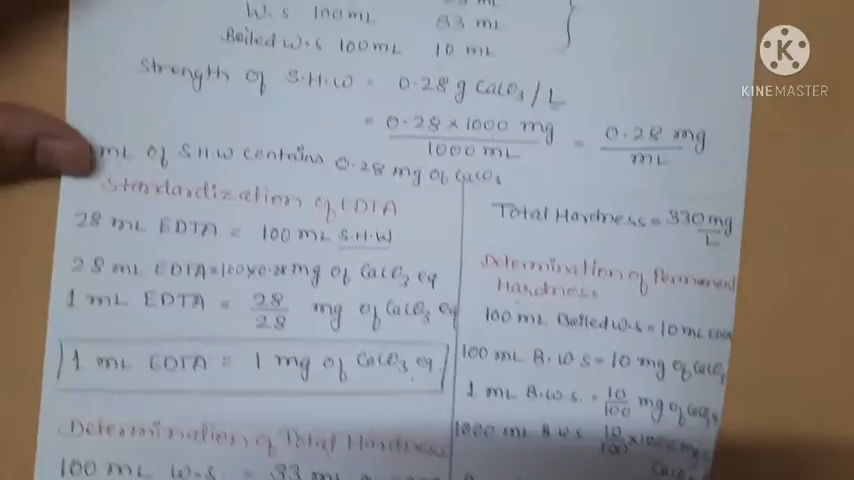 W.S 100mL 33 mL
Boiled W.S 100mL 10 mL
Strength of S.H.W = 0.28 g CaCO3/L
= 0.28 x 1000 mg / 1000 mL = 0.28 mg / mL
mL of S.H.W contains 0.28 mg of CaCO3
Standardization of EDTA
28 mL EDTA = 100 mL S.H.W
28 mL EDTA = 100x0.28 mg of CaCO3 eq
1 mL EDTA = 28/28 mg of CaCO3 eq
1 mL EDTA = 1 mg of CaCO3 eq
Determination of Total Hardness
100 mL W.S. = 33 mL
Total Hardness = 330 mg/L
Determination of Permanent
Hardness
100 mL Boiled W.S = 10 mL EDTA
100 mL B.W.S = 10 mg of CaCO3
1 mL B.W.S. = 10/100 mg of CaCO3
1000 mL B.W.S 10/100 x 1000 mg
CaCO3
K
KINEMASTER